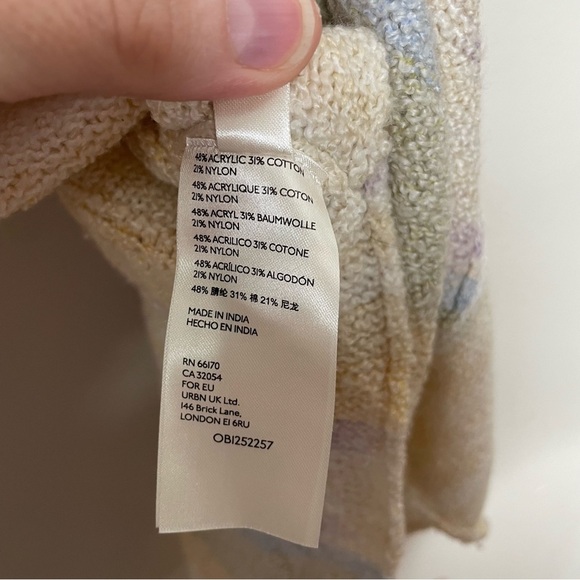 48% ACRYLIC 31% COTTON
21% NYLON
48% ACRYLIQUE 31% COTON
21% NYLON
48% ACRYL 31% BAUMWOLLE
21% NYLON
48% ACRILICO 31% COTONE
21% NYLON
48% ACRÍLICO 31% ALGODÓN
21% NYLON
48% 腈纶 31% 棉 21% 尼龙
MADE IN INDIA
HECHO EN INDIA
RN 66170
CA 32054
FOR EU
URBN UK Ltd.
146 Brick Lane,
LONDON E1 6RU
OB1252257